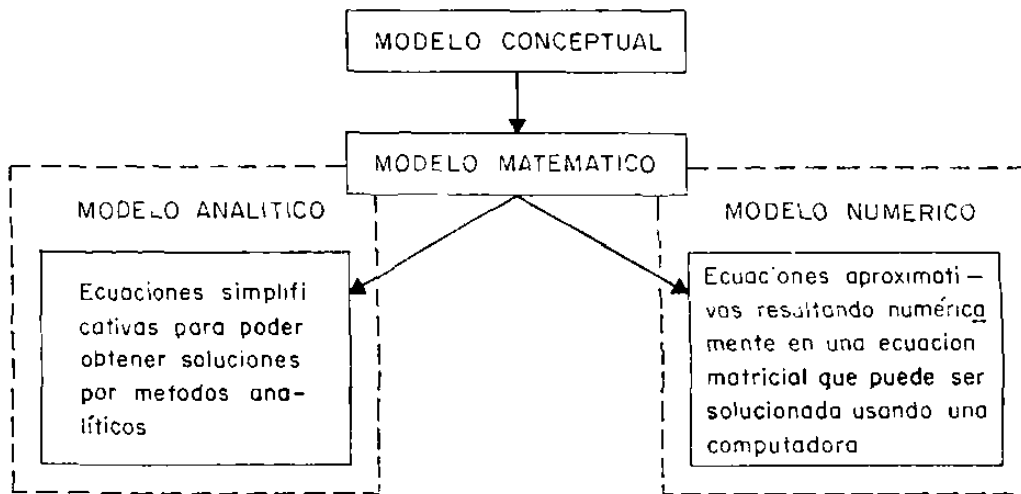 MODELO CONCEPTUAL
MODELO MATEMATICO
MODELO ANALITICO
Ecuaciones simplifi
cativas para poder
obtener soluciones
por metodos ana-
líticos
MODELO NUMERICO
Ecuaciones aproximati-
vas resultando numérica
mente en una ecuacion
matricial que puede ser
solucionada usando una
computadora